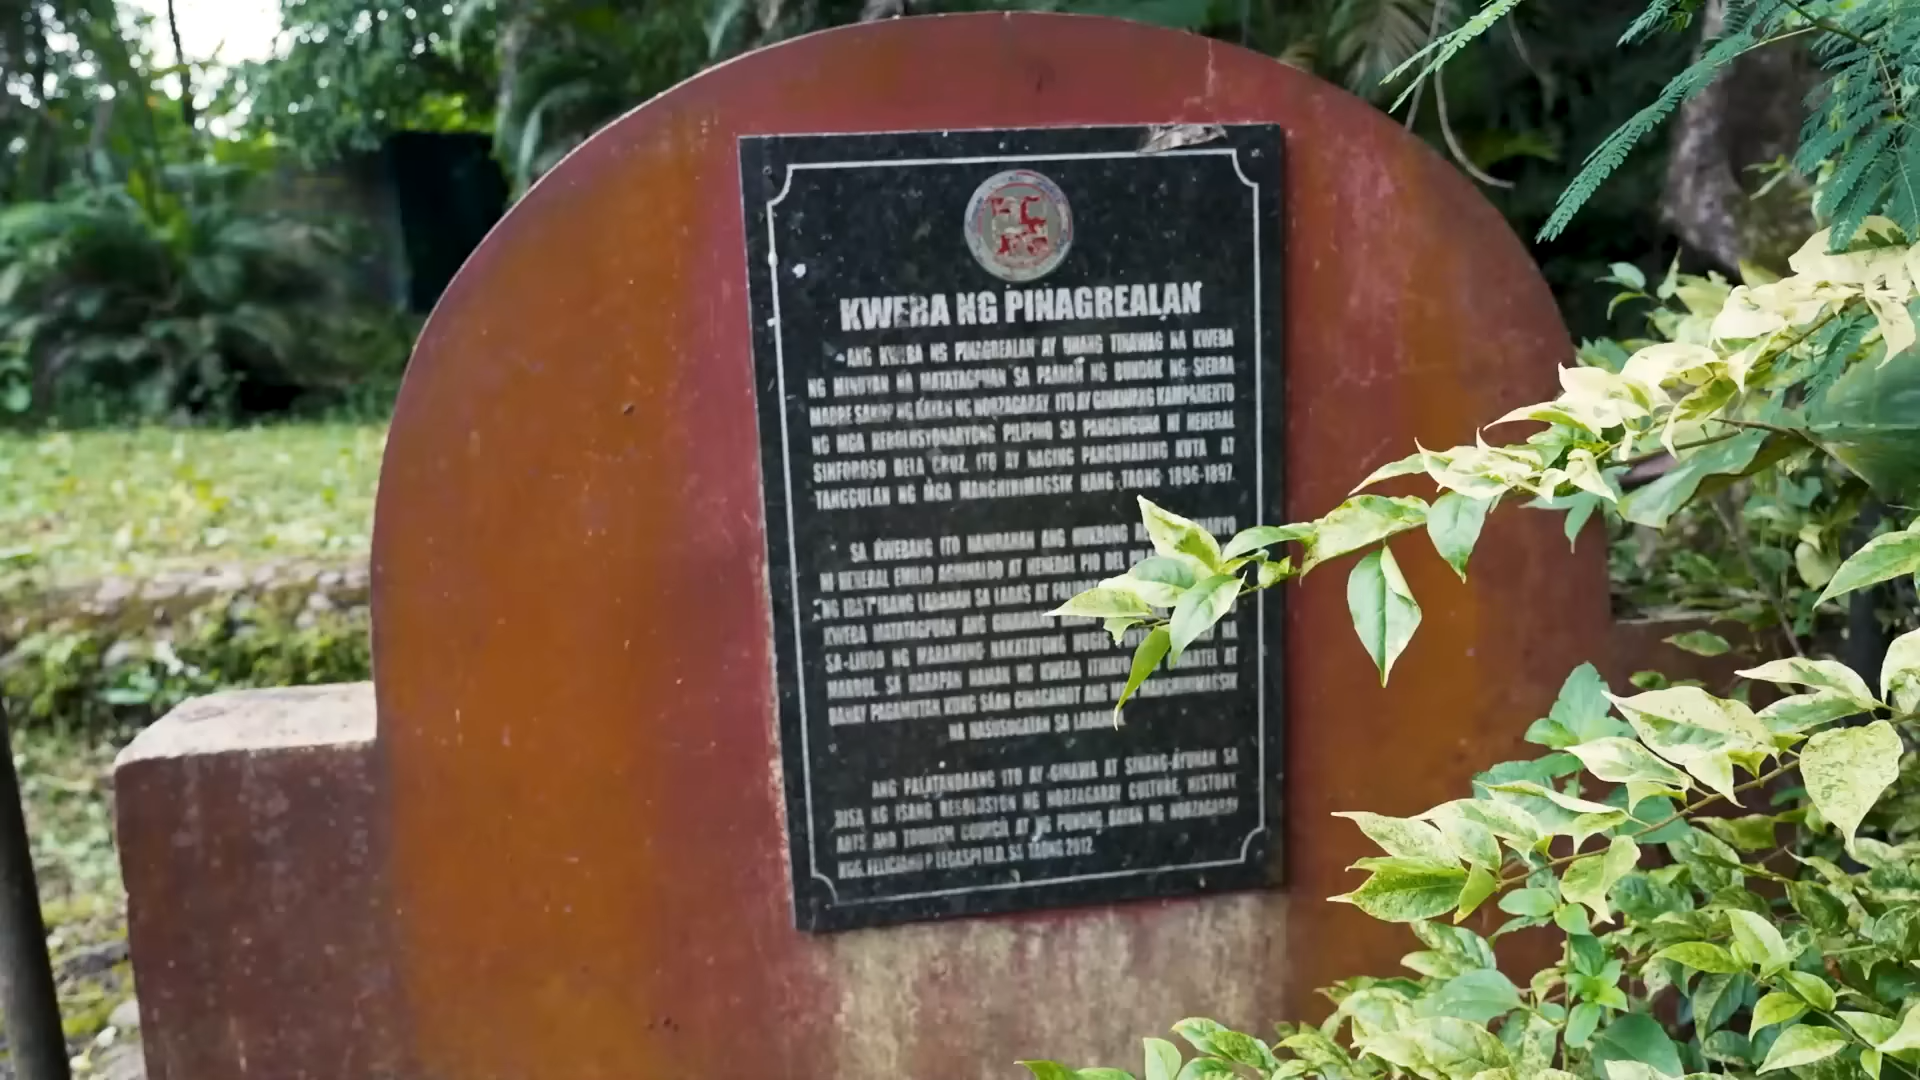 KWEBA NG PINAGREALAN
ANG KWEBA NG PINAGREALAN AY UNANG TINAWAG NA KWEBA
NG MINUYAN NA MATATAGPUAN SA PAANAN NG BUNDOK NG SIERRA
MADRE SAKOP NG BAYAN NG NORZAGARAY. ITO AY GINAWANG KAMPAMENTO
NG MGA REBOLUSYONARYONG PILIPINO SA PANGUNGUNA NI HENERAL
SINFOROSO DELA CRUZ. ITO AY NAGING PANGUNAHING KUTA AT
TANGGULAN NG MGA MANGHIHIMAGSIK NANG TAONG 1896-1897.
SA KWEBANG ITO NANIRAHAN ANG HUKBONG
NI HENERAL EMILIO AGUINALDO AT HENERAL PIO DEL
NG IBA'T IBANG LABANAN SA LABAS AT
KWEBA MATATAGPUAN ANG
SA LIKOD NG MARAMING NAKATAYONG HUGIS NA
MARMOL. SA HARAPAN NAMAN NG KWEBA ITINAYO AT
BAHAY PAGAMUTAN KUNG SAAN GINAGAMOT ANG MGA MANGHIHIMAGSIK
NA NASUSUGATAN SA LABANAN.
ANG PALATANDAANG ITO AY GINAWA AT SINANG-AYUNAN SA
BISA NG ISANG RESOLUSYON NG NORZAGARAY CULTURE, HISTORY,
ARTS AND TOURISM COUNCIL AT NG PUNONG BAYAN NG NORZAGARAY
KGG. FELICIANO P. LEGASPI M.D. SA TAONG 2012.